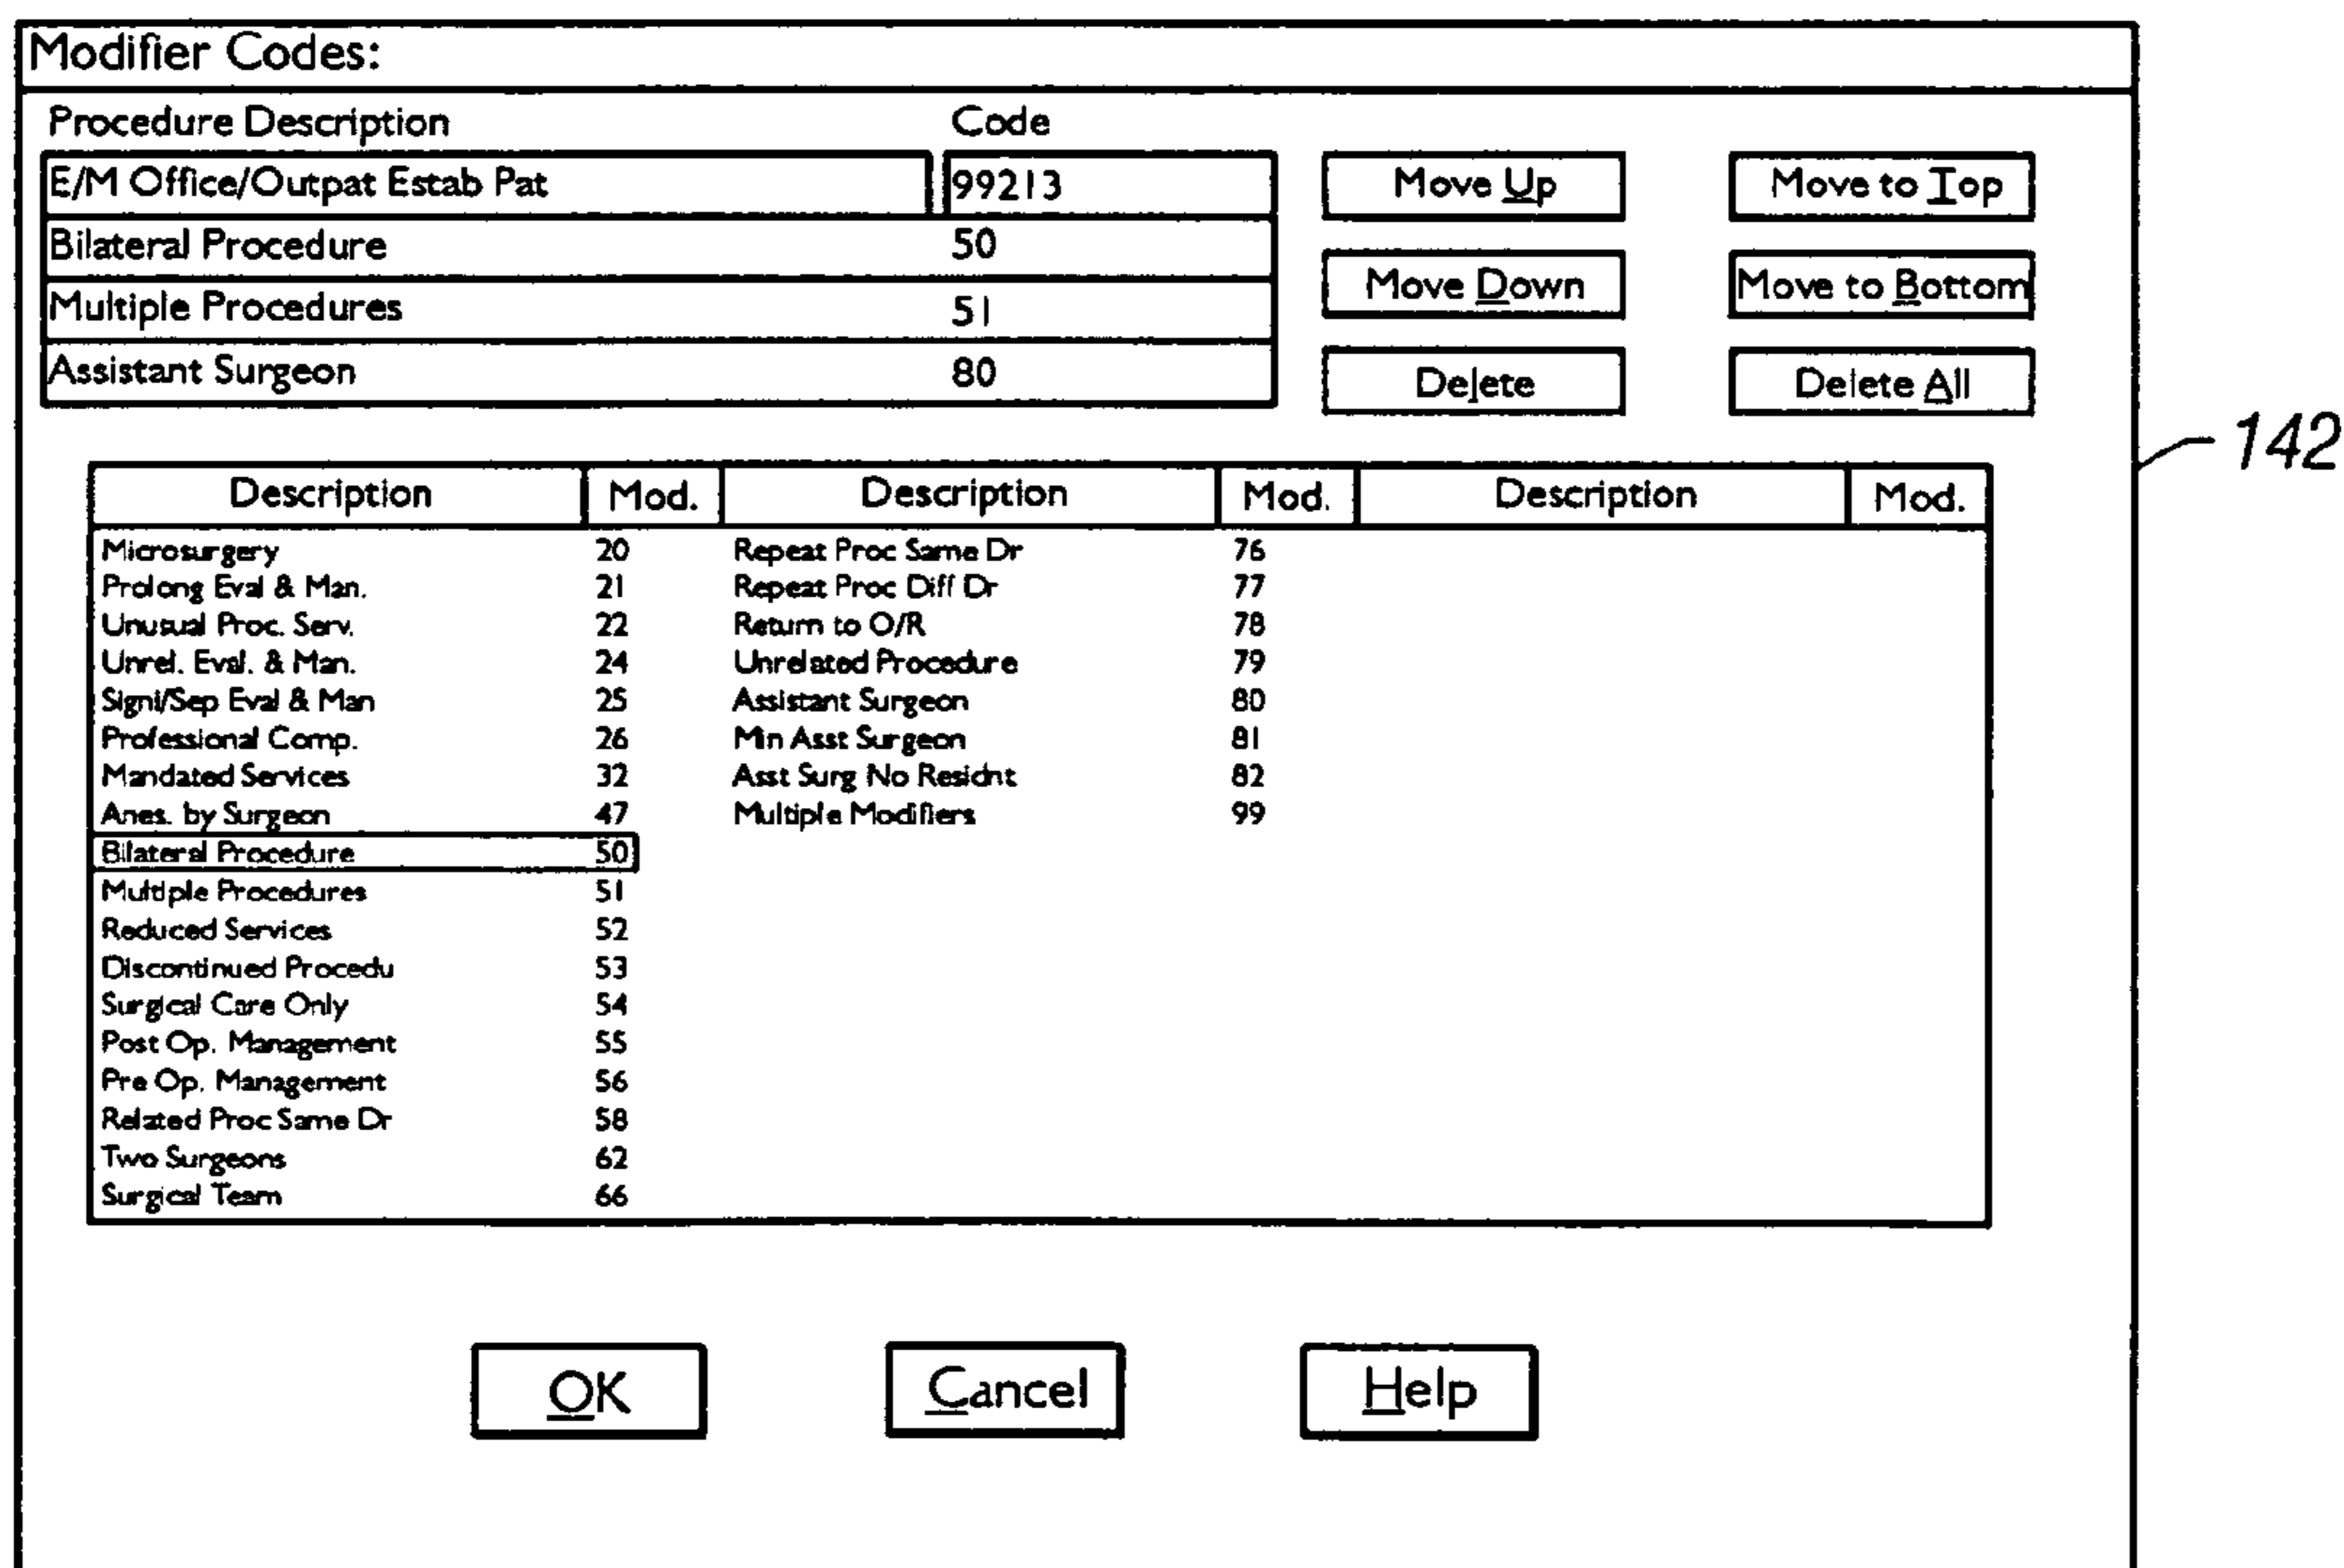 Modifier Codes:
Procedure Description Code
E/M Office/Outpat Estab Pat 99213 Move Up Move to Top
Bilateral Procedure 50
Move Down Move to Bottom
Multiple Procedures 51
Assistant Surgeon 80 Delete Delete All
142
Description Mod. Description Mod. Description Mod.
Microsurgery 20 Repeat Proc Same Dr 76
Prolong Eval & Man. 21 Repeat Proc Diff Dr 77
Unusual Proc. Serv. 22 Return to O/R 78
Unrel. Eval. & Man. 24 Unrelated Procedure 79
Signi/Sep Eval & Man 25 Assistant Surgeon 80
Professional Comp. 26 Min Asst Surgeon 81
Mandated Services 32 Asst Surg No Residnt 82
Anes. by Surgeon 47 Multiple Modifiers 99
Bilateral Procedure 50
Multiple Procedures 51
Reduced Services 52
Discontinued Procedu 53
Surgical Care Only 54
Post Op. Management 55
Pre Op. Management 56
Related Proc Same Dr 58
Two Surgeons 62
Surgical Team 66
OK Cancel Help